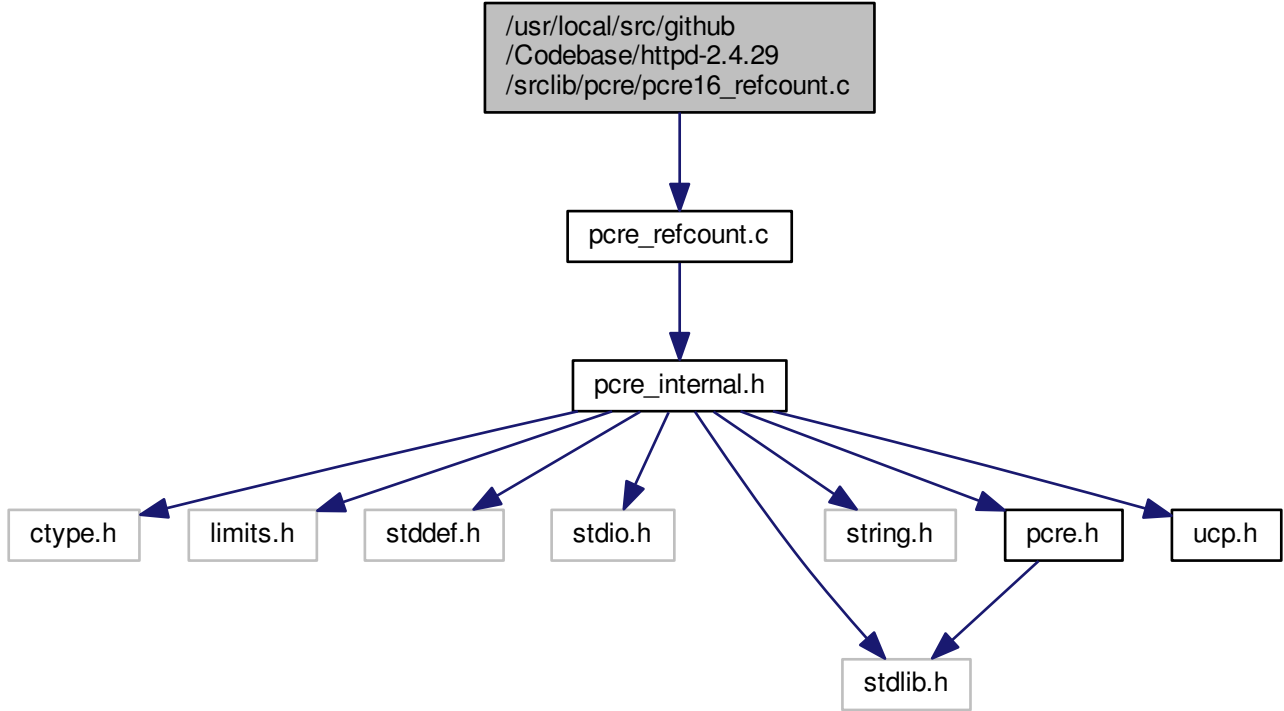 /usr/local/src/github
/Codebase/httpd-2.4.29
/srclib/pcre/pcre16_refcount.c
pcre_refcount.c
pcre_internal.h
ctype.h
limits.h
stddef.h
stdio.h
string.h
pcre.h
ucp.h
stdlib.h